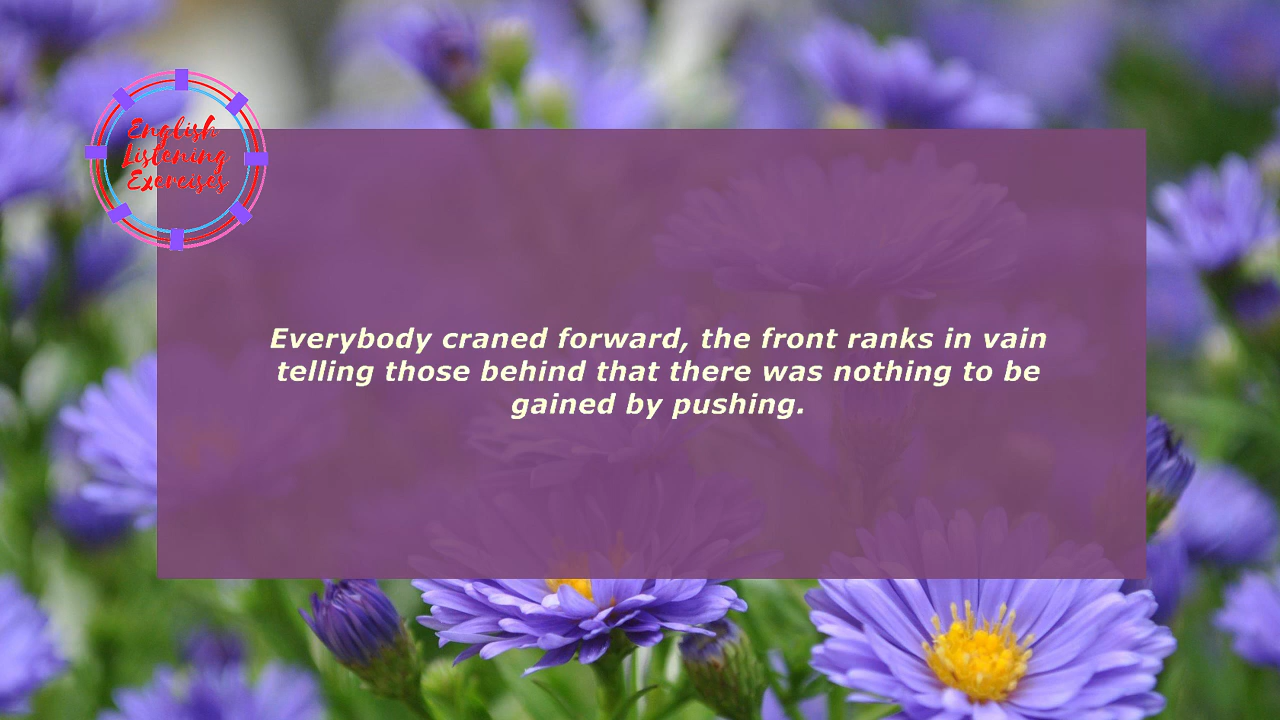 English
Listening
Exercises
Everybody craned forward, the front ranks in vain
telling those behind that there was nothing to be
gained by pushing.